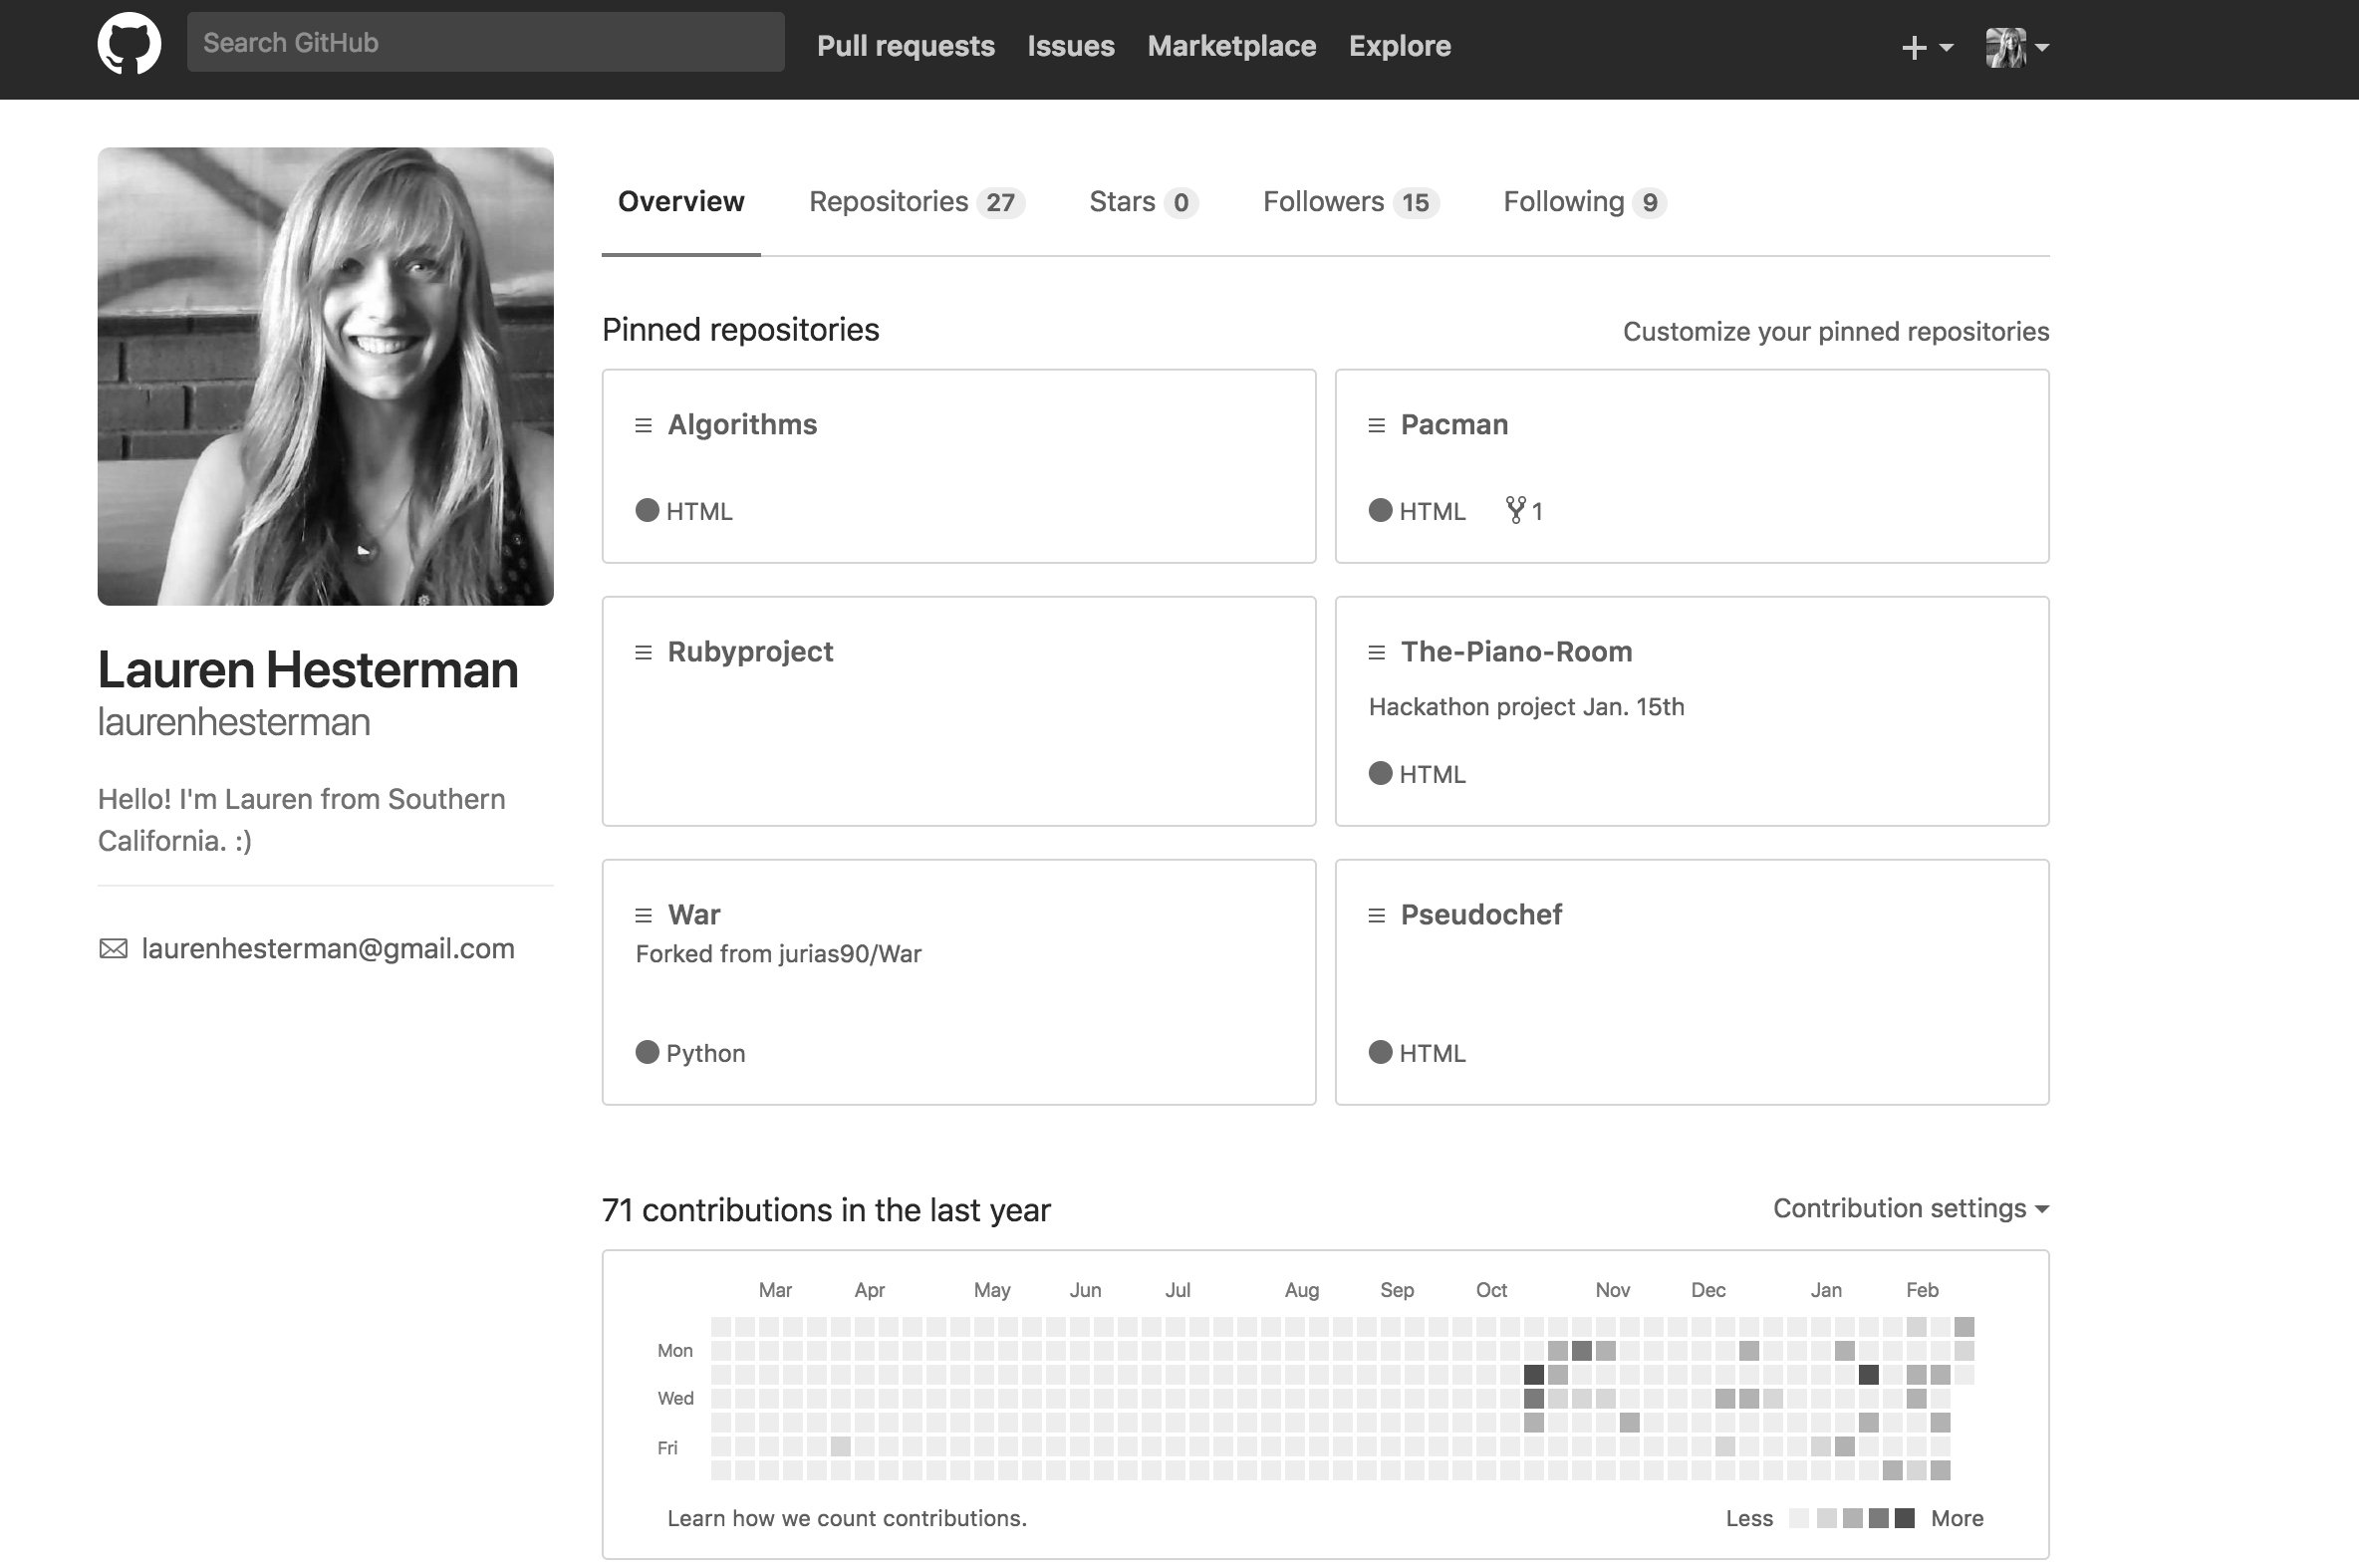 Search GitHub
Pull requests Issues Marketplace Explore
Overview Repositories 27 Stars 0 Followers 15 Following 9
Pinned repositories Customize your pinned repositories
Algorithms
HTML
Pacman
HTML 1
Rubyproject
The-Piano-Room
Hackathon project Jan. 15th
HTML
War
Forked from jurias90/War
Python
Pseudochef
HTML
Lauren Hesterman
laurenhesterman
Hello! I'm Lauren from Southern
California. :)
laurenhesterman@gmail.com
71 contributions in the last year Contribution settings
Mar Apr May Jun Jul Aug Sep Oct Nov Dec Jan Feb
Mon
Wed
Fri
Learn how we count contributions. Less More